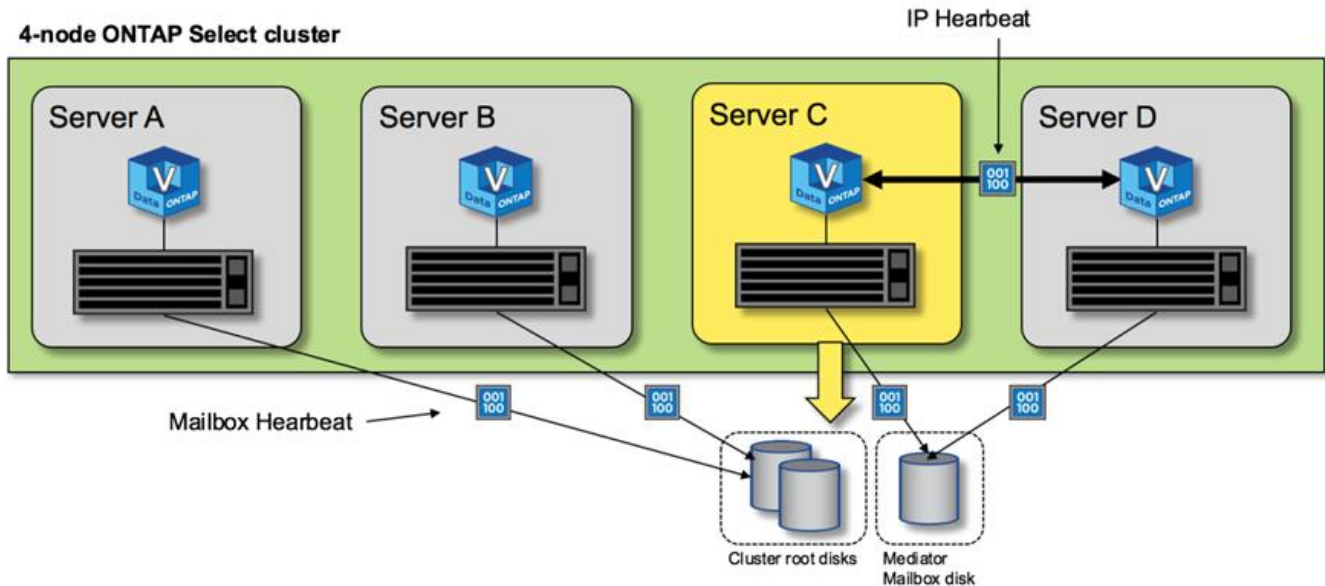 IP Hearbeat
4-node ONTAP Select cluster
Server A
Server B
Server C
Server D
V
Data ONTAP
V
Data ONTAP
V
Data ONTAP
V
Data ONTAP
001
100
001
100
001
100
001
100
001
100
Mailbox Hearbeat
Cluster root disks
Mediator
Mailbox disk